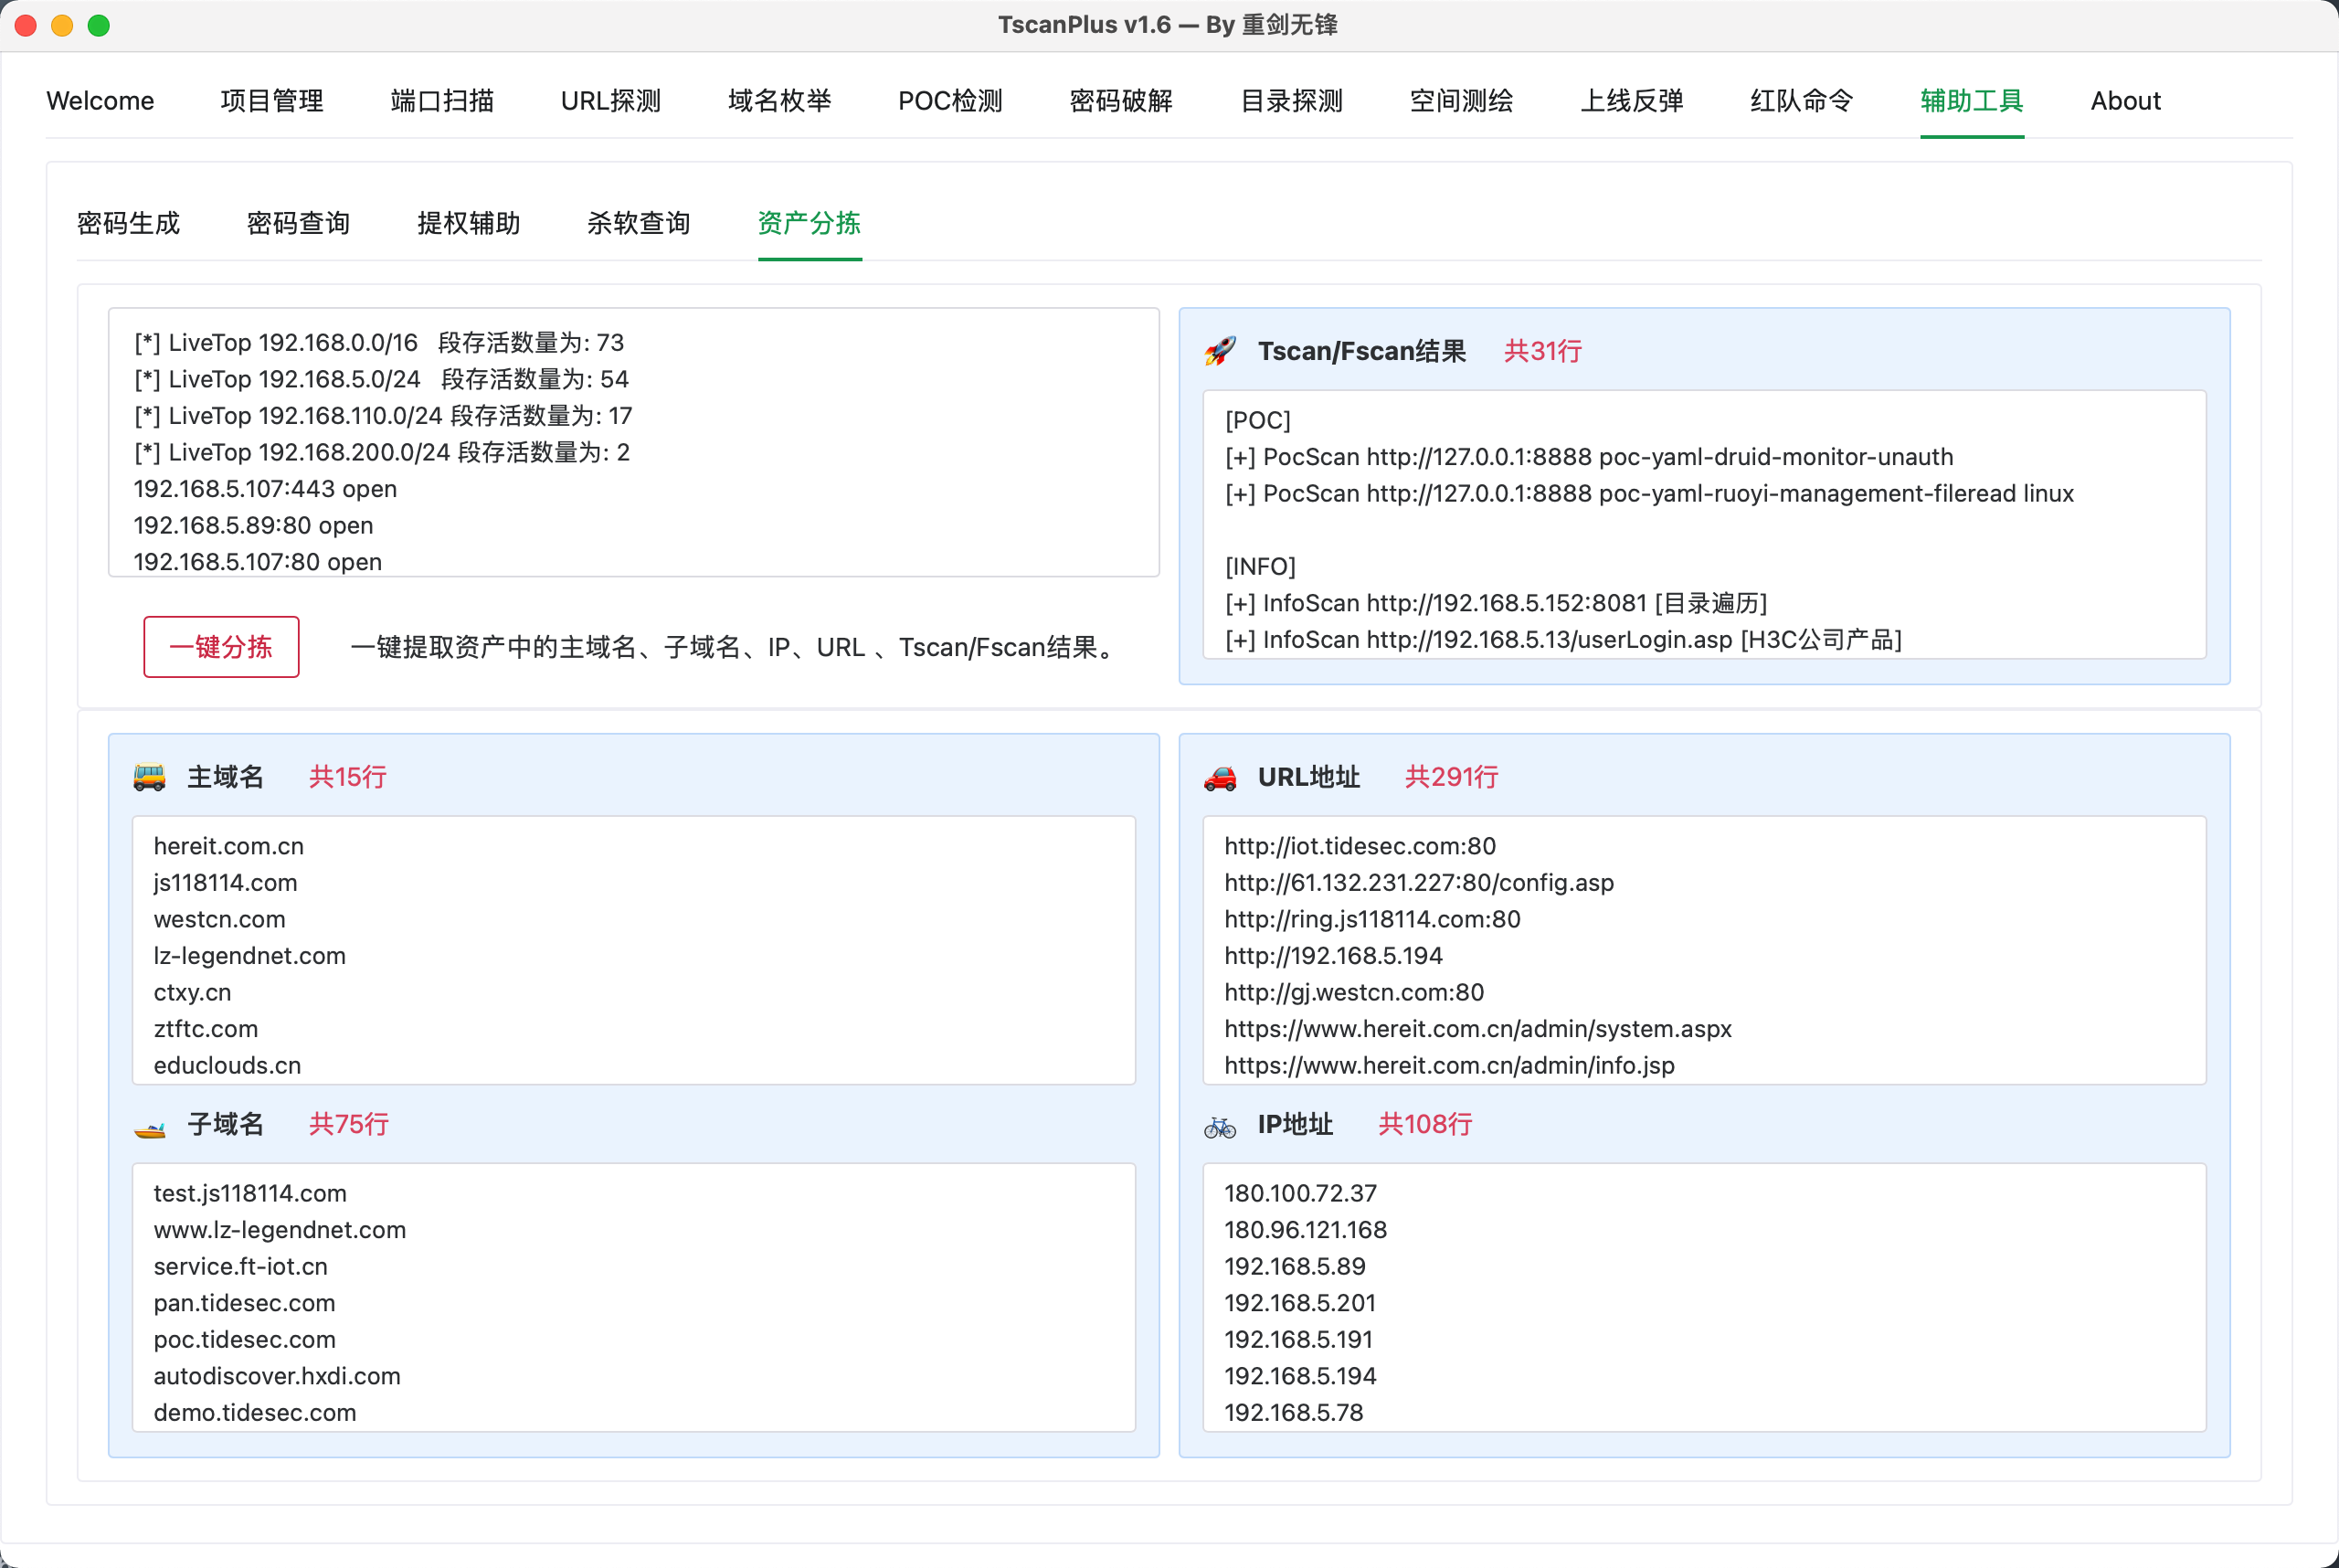 TscanPlus v1.6 — By 重剑无锋
Welcome 项目管理 端口扫描 URL探测 域名枚举 POC检测 密码破解 目录探测 空间测绘 上线反弹 红队命令 辅助工具 About
密码生成 密码查询 提权辅助 杀软查询 资产分拣
[*] LiveTop 192.168.0.0/16 段存活数量为: 73
[*] LiveTop 192.168.5.0/24 段存活数量为: 54
[*] LiveTop 192.168.110.0/24 段存活数量为: 17
[*] LiveTop 192.168.200.0/24 段存活数量为: 2
192.168.5.107:443 open
192.168.5.89:80 open
192.168.5.107:80 open
一键分拣 一键提取资产中的主域名、子域名、IP、URL 、Tscan/Fscan结果。
Tscan/Fscan结果 共31行
[POC]
[+] PocScan http://127.0.0.1:8888 poc-yaml-druid-monitor-unauth
[+] PocScan http://127.0.0.1:8888 poc-yaml-ruoyi-management-fileread linux
[INFO]
[+] InfoScan http://192.168.5.152:8081 [目录遍历]
[+] InfoScan http://192.168.5.13/userLogin.asp [H3C公司产品]
主域名 共15行
hereit.com.cn
js118114.com
westcn.com
lz-legendnet.com
ctxy.cn
ztftc.com
educlouds.cn
子域名 共75行
test.js118114.com
www.lz-legendnet.com
service.ft-iot.cn
pan.tidesec.com
poc.tidesec.com
autodiscover.hxdi.com
demo.tidesec.com
URL地址 共291行
http://iot.tidesec.com:80
http://61.132.231.227:80/config.asp
http://ring.js118114.com:80
http://192.168.5.194
http://gj.westcn.com:80
https://www.hereit.com.cn/admin/system.aspx
https://www.hereit.com.cn/admin/info.jsp
IP地址 共108行
180.100.72.37
180.96.121.168
192.168.5.89
192.168.5.201
192.168.5.191
192.168.5.194
192.168.5.78